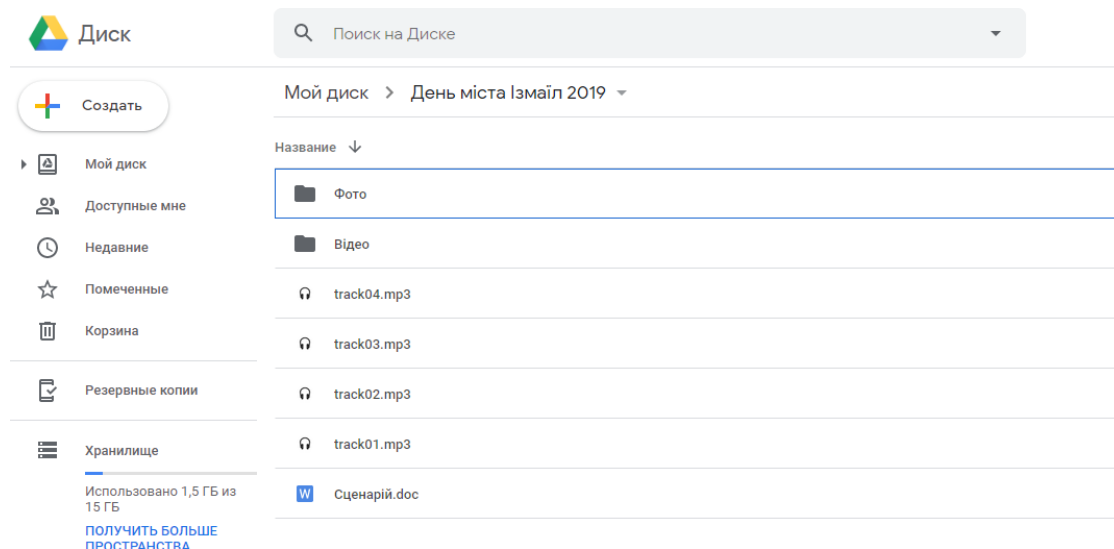 Диск
Поиск на Диске
Создать
Мой диск
Доступные мне
Недавние
Помеченные
Корзина
Резервные копии
Хранилище
Использовано 1,5 ГБ из
15 ГБ
ПОЛУЧИТЬ БОЛЬШЕ
ПРОСТРАНСТВА
Мой диск > День міста Ізмаїл 2019
Название
Фото
Відео
track04.mp3
track03.mp3
track02.mp3
track01.mp3
W Сценарій.doc